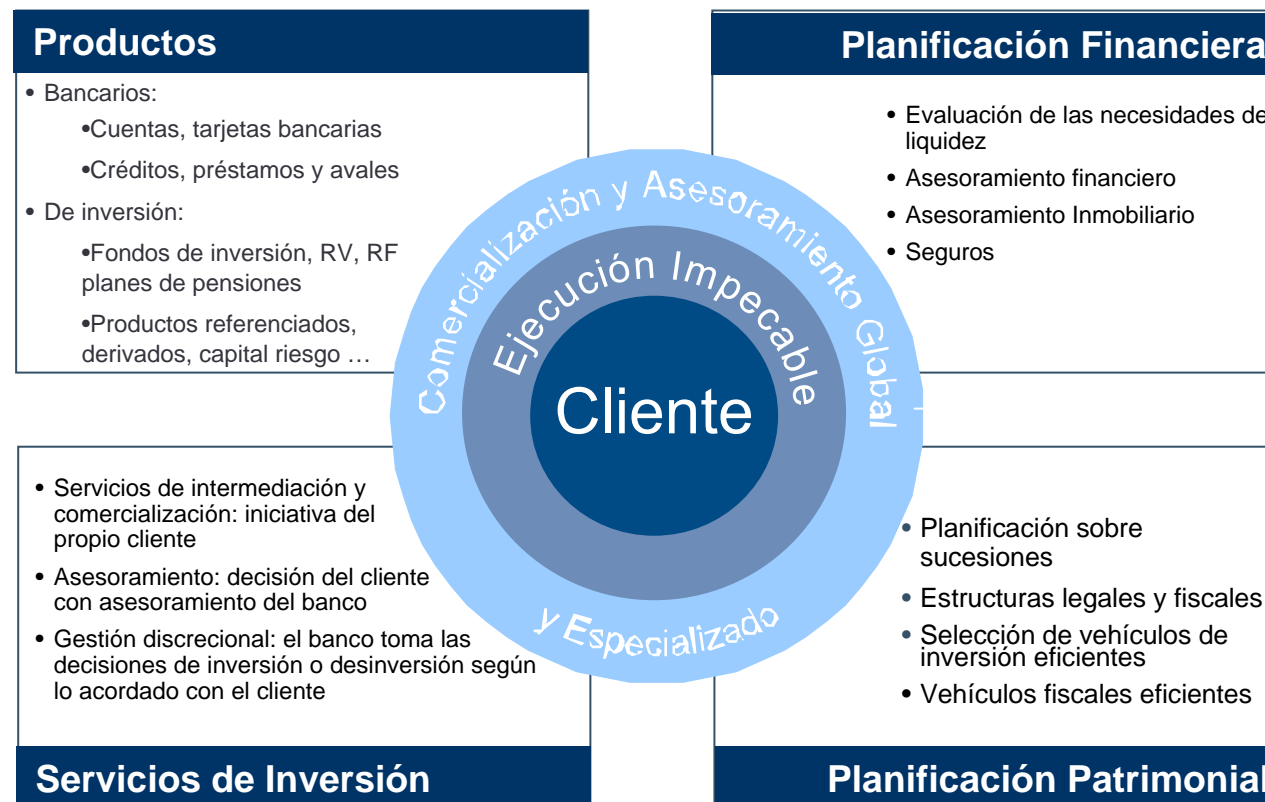 Productos
• Bancarios:
•Cuentas, tarjetas bancarias
•Créditos, préstamos y avales
• De inversión:
•Fondos de inversión, RV, RF
planes de pensiones
•Productos referenciados,
derivados, capital riesgo …
Planificación Financiera
• Evaluación de las necesidades de
liquidez
• Asesoramiento financiero
• Asesoramiento Inmobiliario
• Seguros
Comercialización y Asesoramiento Global
Ejecución Impecable
Cliente
y Especializado
• Servicios de intermediación y
comercialización: iniciativa del
propio cliente
• Asesoramiento: decisión del cliente
con asesoramiento del banco
• Gestión discrecional: el banco toma las
decisiones de inversión o desinversión según
lo acordado con el cliente
Servicios de Inversión
• Planificación sobre
sucesiones
• Estructuras legales y fiscales
• Selección de vehículos de
inversión eficientes
• Vehículos fiscales eficientes
Planificación Patrimonial